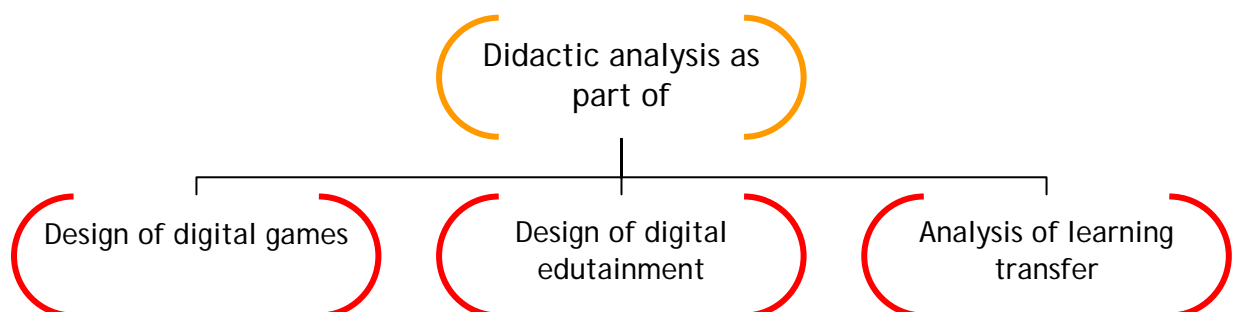 Didactic analysis as
part of
Design of digital games
Design of digital
edutainment
Analysis of learning
transfer